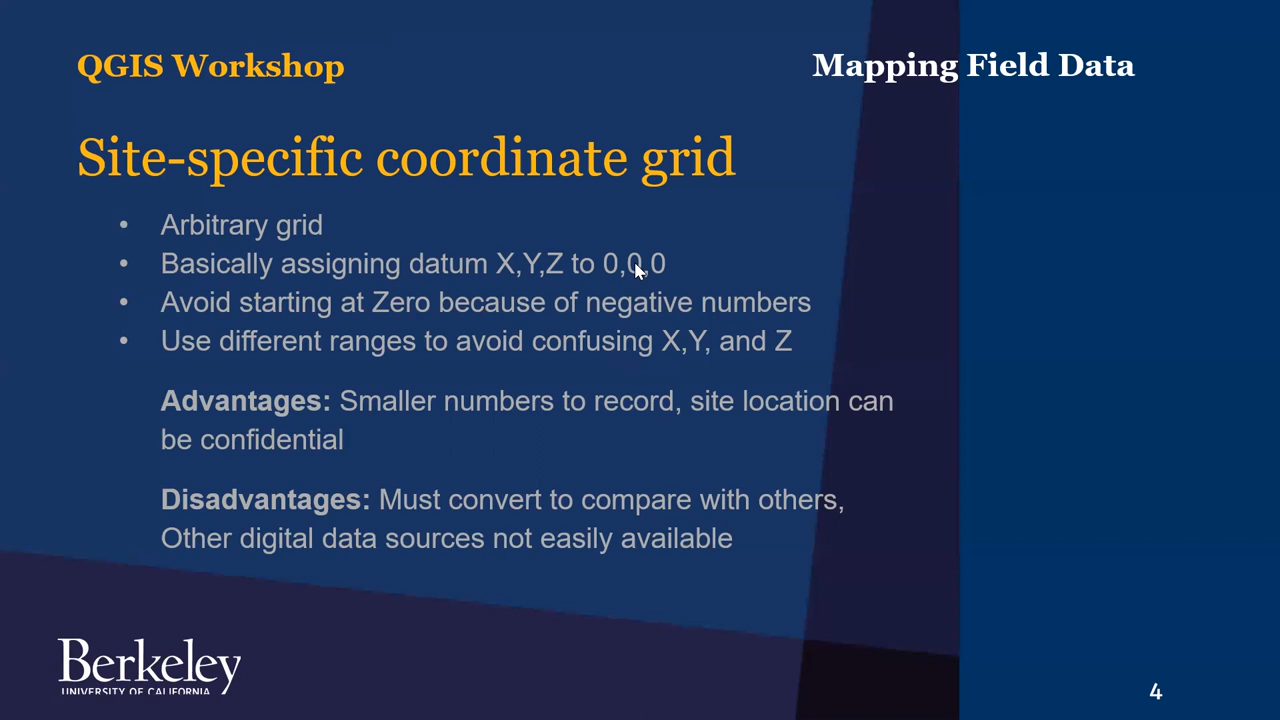 QGIS Workshop
Mapping Field Data
Site-specific coordinate grid
• Arbitrary grid
• Basically assigning datum X,Y,Z to 0,0,0
• Avoid starting at Zero because of negative numbers
• Use different ranges to avoid confusing X,Y, and Z
Advantages: Smaller numbers to record, site location can
be confidential
Disadvantages: Must convert to compare with others,
Other digital data sources not easily available
Berkeley
UNIVERSITY OF CALIFORNIA
4